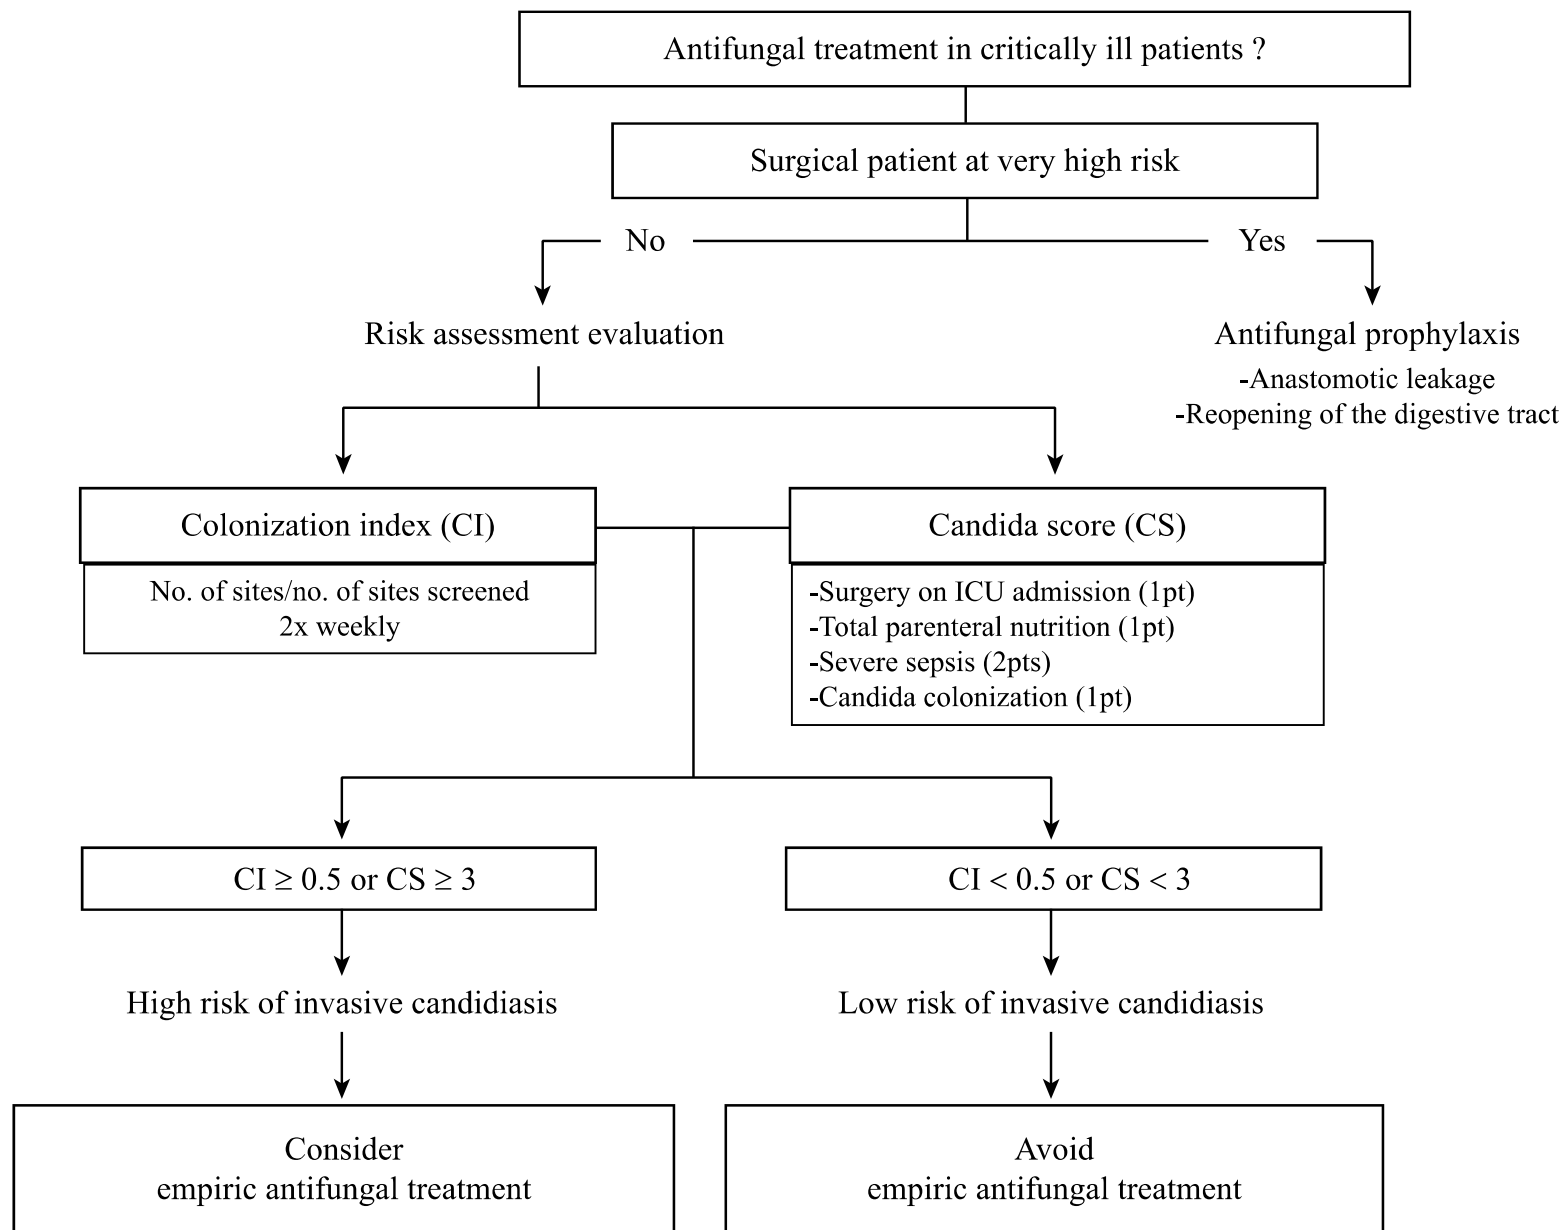 Antifungal treatment in critically ill patients ?
Surgical patient at very high risk
No
Yes
Risk assessment evaluation
Antifungal prophylaxis
-Anastomotic leakage
-Reopening of the digestive tract
Colonization index (CI)
No. of sites/no. of sites screened
2x weekly
Candida score (CS)
-Surgery on ICU admission (1pt)
-Total parenteral nutrition (1pt)
-Severe sepsis (2pts)
-Candida colonization (1pt)
CI ≥ 0.5 or CS ≥ 3
CI < 0.5 or CS < 3
High risk of invasive candidiasis
Low risk of invasive candidiasis
Consider
empiric antifungal treatment
Avoid
empiric antifungal treatment